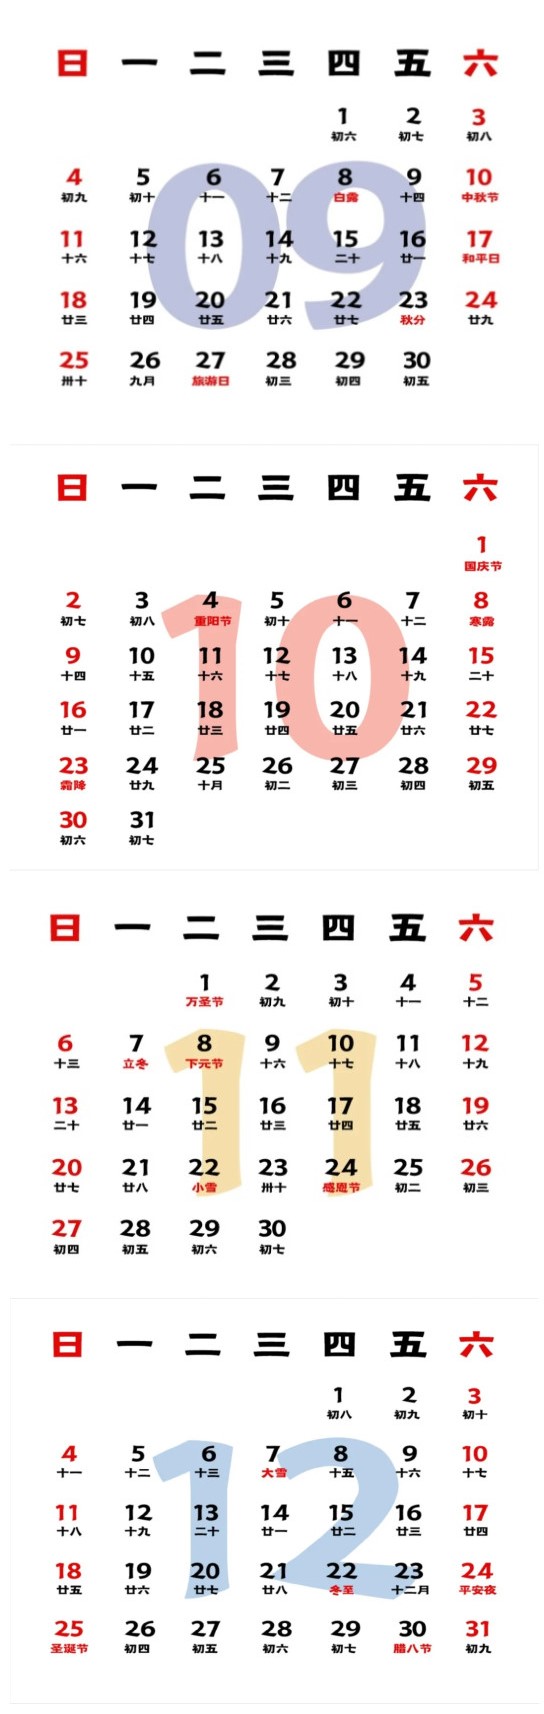 日 一 二 三 四 五 六
1 2 3
初六 初七 初八
4 5 6 7 8 9 10
初九 初十 十一 十二 白露 十四 中秋节
11 12 13 14 15 16 17
十六 十七 十八 十九 二十 廿一 和平日
18 19 20 21 22 23 24
廿三 廿四 廿五 廿六 廿七 秋分 廿九
25 26 27 28 29 30
卅十 九月 旅游日 初三 初四 初五
09
日 一 二 三 四 五 六
1
国庆节
2 3 4 5 6 7 8
初七 初八 重阳节 初十 十一 十二 寒露
9 10 11 12 13 14 15
十四 十五 十六 十七 十八 十九 二十
16 17 18 19 20 21 22
廿一 廿二 廿三 廿四 廿五 廿六 廿七
23 24 25 26 27 28 29
霜降 廿九 十月 初二 初三 初四 初五
30 31
初六 初七
10
日 一 二 三 四 五 六
1 2 3 4 5
万圣节 初九 初十 十一 十二
6 7 8 9 10 11 12
十三 立冬 下元节 十六 十七 十八 十九
13 14 15 16 17 18 19
二十 廿一 廿二 廿三 廿四 廿五 廿六
20 21 22 23 24 25 26
廿七 廿八 小雪 卅十 感恩节 初二 初三
27 28 29 30
初四 初五 初六 初七
11
日 一 二 三 四 五 六
1 2 3
初八 初九 初十
4 5 6 7 8 9 10
十一 十二 十三 大雪 十五 十六 十七
11 12 13 14 15 16 17
十八 十九 二十 廿一 廿二 廿三 廿四
18 19 20 21 22 23 24
廿五 廿六 廿七 廿八 冬至 十二月 平安夜
25 26 27 28 29 30 31
圣诞节 初四 初五 初六 初七 腊八节 初九
12